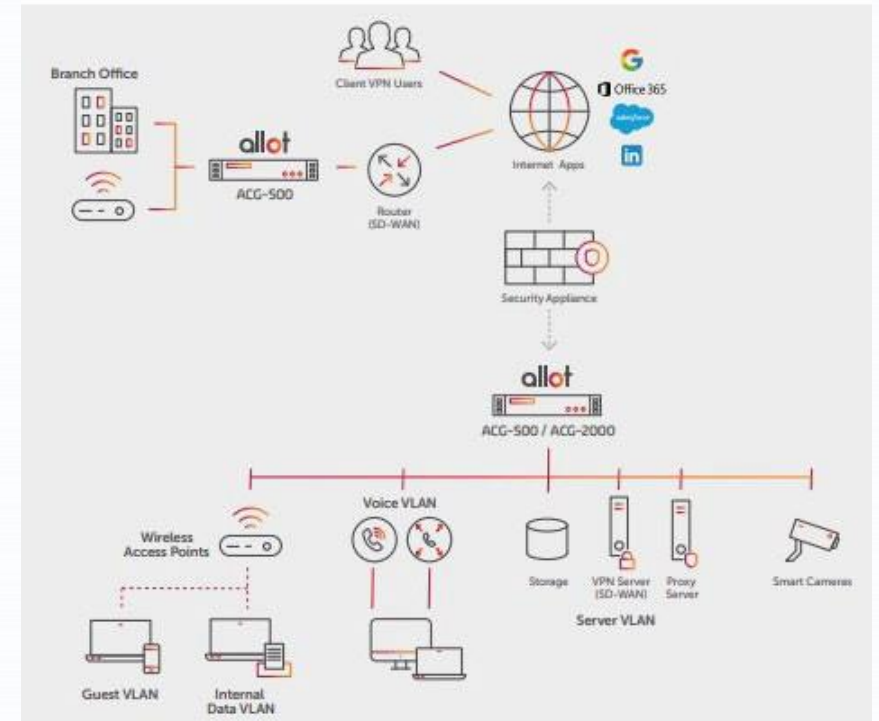 Branch Office
Client VPN Users
Office 365
salesforce
in
Internet Apps
allot
ACG-500
Router
(SD-WAN)
Security Appliance
allot
ACG-500 / ACG-2000
Voice VLAN
Wireless
Access Points
Storage
VPN Server
(SD-WAN)
Proxy
Server
Smart Cameras
Server VLAN
Guest VLAN
Internal
Data VLAN